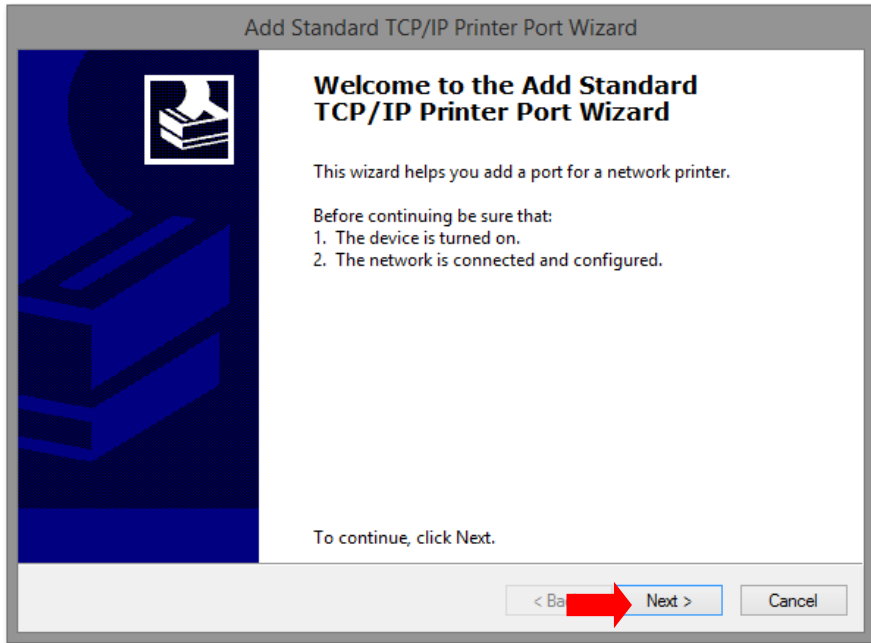 Add Standard TCP/IP Printer Port Wizard
Welcome to the Add Standard
TCP/IP Printer Port Wizard
This wizard helps you add a port for a network printer.
Before continuing be sure that:
1. The device is turned on.
2. The network is connected and configured.
To continue, click Next.
< Ba Next > Cancel